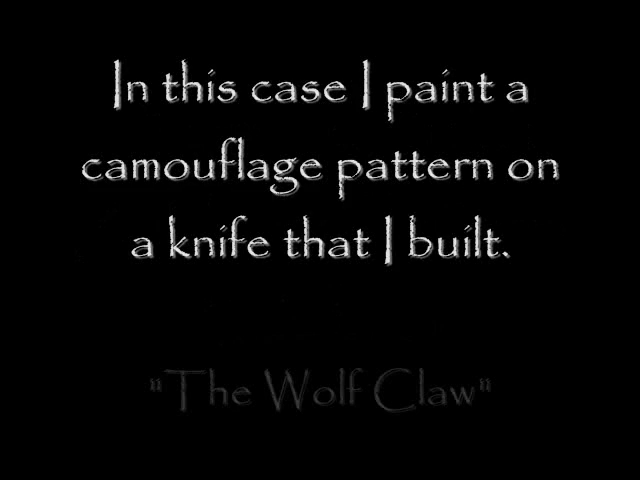 In this case I paint a
camouflage pattern on
a knife that I built.
"The Wolf Claw"